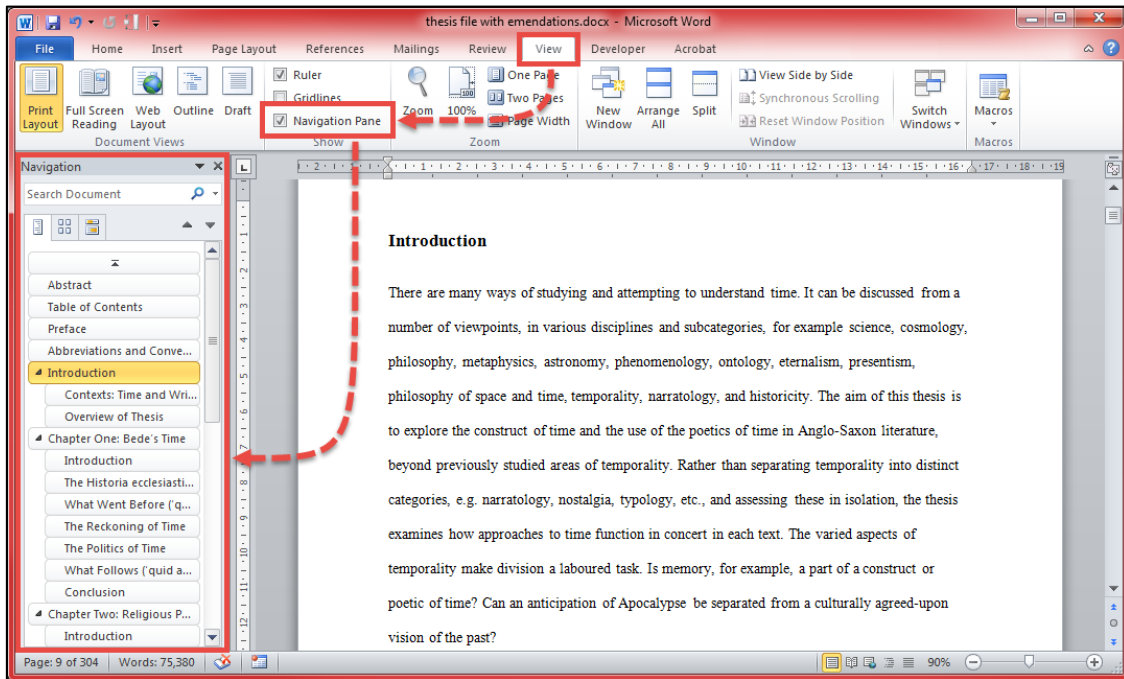 thesis file with emendations.docx - Microsoft Word
File Home Insert Page Layout References Mailings Review View Developer Acrobat
Print Layout
Full Screen Reading
Web Layout
Outline
Draft
Document Views
Ruler
Gridlines
Navigation Pane
Show
Zoom
100%
One Page
Two Pages
Page Width
Zoom
New Window
Arrange All
Split
View Side by Side
Synchronous Scrolling
Reset Window Position
Window
Switch Windows
Macros
Macros
Navigation
Search Document
Abstract
Table of Contents
Preface
Abbreviations and Conve...
Introduction
Contexts: Time and Wri...
Overview of Thesis
Chapter One: Bede's Time
Introduction
The Historia ecclesiasti...
What Went Before ('q...
The Reckoning of Time
The Politics of Time
What Follows ('quid a...
Conclusion
Chapter Two: Religious P...
Introduction
Introduction
There are many ways of studying and attempting to understand time. It can be discussed from a
number of viewpoints, in various disciplines and subcategories, for example science, cosmology,
philosophy, metaphysics, astronomy, phenomenology, ontology, eternalism, presentism,
philosophy of space and time, temporality, narratology, and historicity. The aim of this thesis is
to explore the construct of time and the use of the poetics of time in Anglo-Saxon literature,
beyond previously studied areas of temporality. Rather than separating temporality into distinct
categories, e.g. narratology, nostalgia, typology, etc., and assessing these in isolation, the thesis
examines how approaches to time function in concert in each text. The varied aspects of
temporality make division a laboured task. Is memory, for example, a part of a construct or
poetic of time? Can an anticipation of Apocalypse be separated from a culturally agreed-upon
vision of the past?
Page: 9 of 304 Words: 75,380 90%